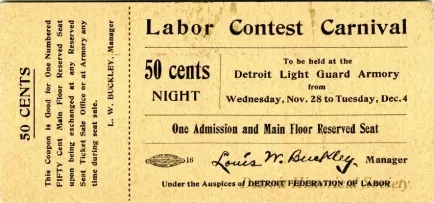 50 CENTS
This Coupon is Good for One Numbered
FIFTY Cent Main Floor Reserved Seat
upon being exchanged at any Reserved
Seat Ticket Sale Office or at Armory any
time during seat sale.
L. W. BUCKLEY, Manager
Labor Contest Carnival
50 cents
NIGHT
To be held at the
Detroit Light Guard Armory
from
Wednesday, Nov. 28 to Tuesday, Dec. 4
One Admission and Main Floor Reserved Seat
16
Louis W. Buckley, Manager
Under the Auspices of DETROIT FEDERATION OF LABOR
Detroit Historical Society